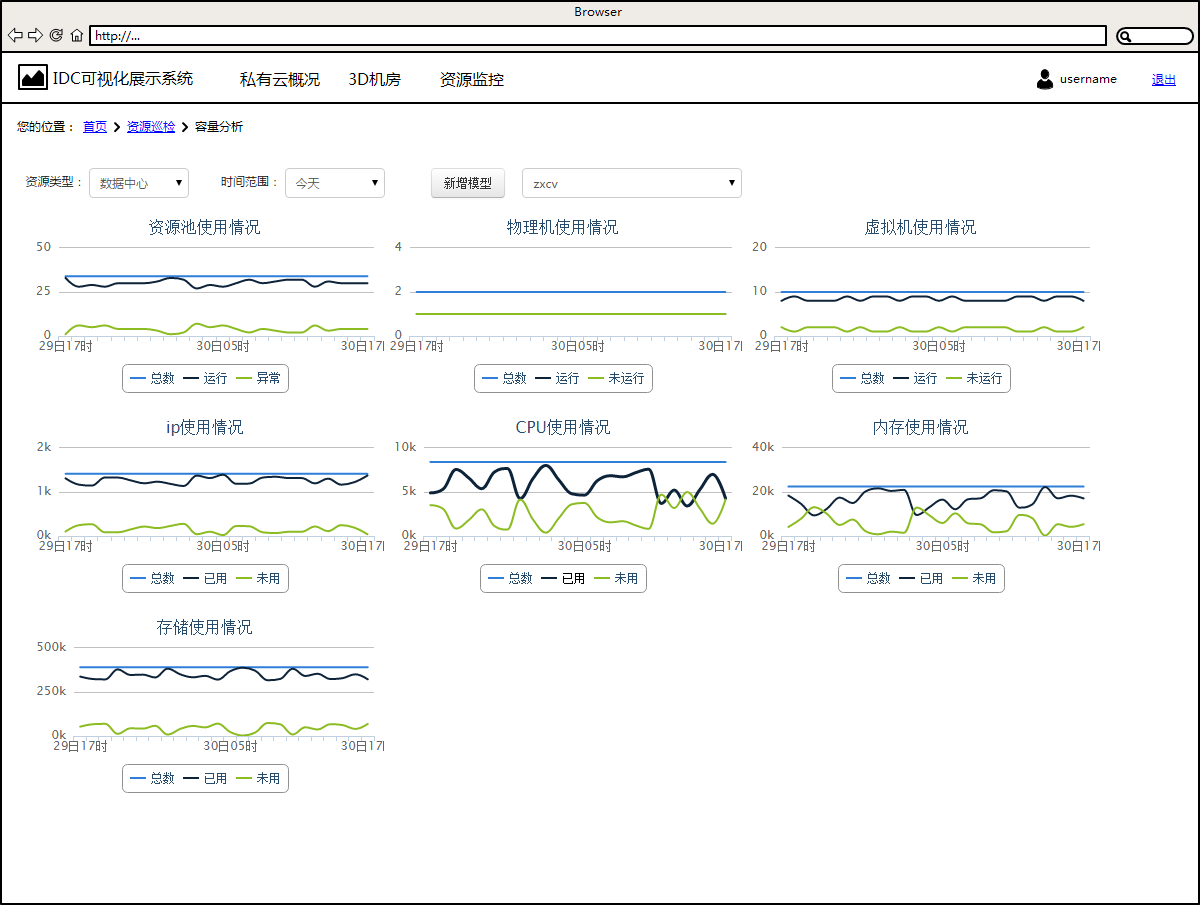 Browser
http://...
IDC可视化展示系统 私有云概况 3D机房 资源监控 username 退出
您的位置： 首页 资源巡检 容量分析
资源类型： 数据中心 时间范围： 今天 新增模型 zxcv
资源池使用情况
50
25
0
29日17时 30日05时 30日17时
总数 运行 异常
物理机使用情况
4
2
0
29日17时 30日05时 30日17时
总数 运行 未运行
虚拟机使用情况
20
10
0
29日17时 30日05时 30日17时
总数 运行 未运行
ip使用情况
2k
1k
0k
29日17时 30日05时 30日17时
总数 已用 未用
CPU使用情况
10k
5k
0k
29日17时 30日05时 30日17时
总数 已用 未用
内存使用情况
40k
20k
0k
29日17时 30日05时 30日17时
总数 已用 未用
存储使用情况
500k
250k
0k
29日17时 30日05时 30日17时
总数 已用 未用